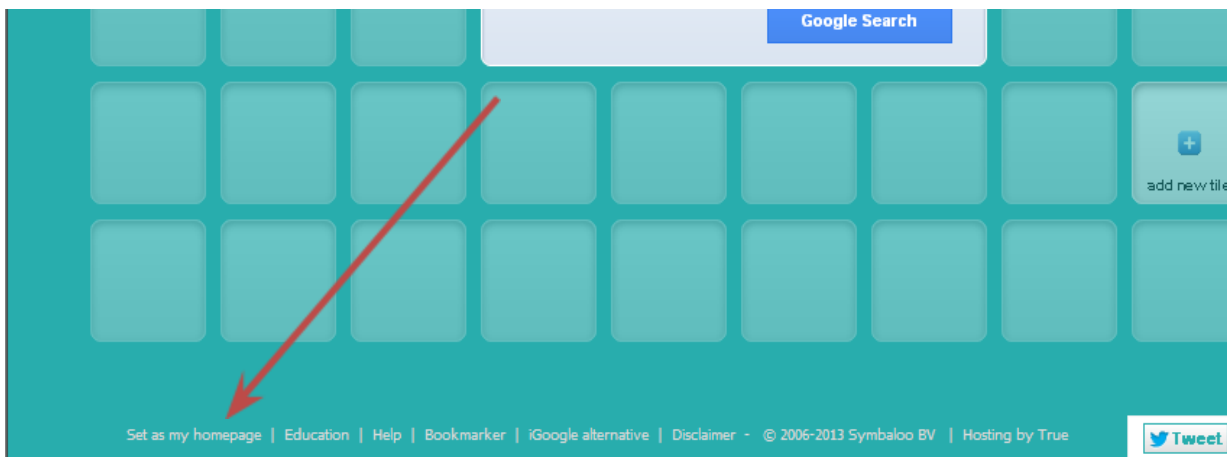 Google Search
add new tile
Set as my homepage | Education | Help | Bookmarker | iGoogle alternative | Disclaimer - © 2006-2013 Symbaloo BV | Hosting by True
Tweet